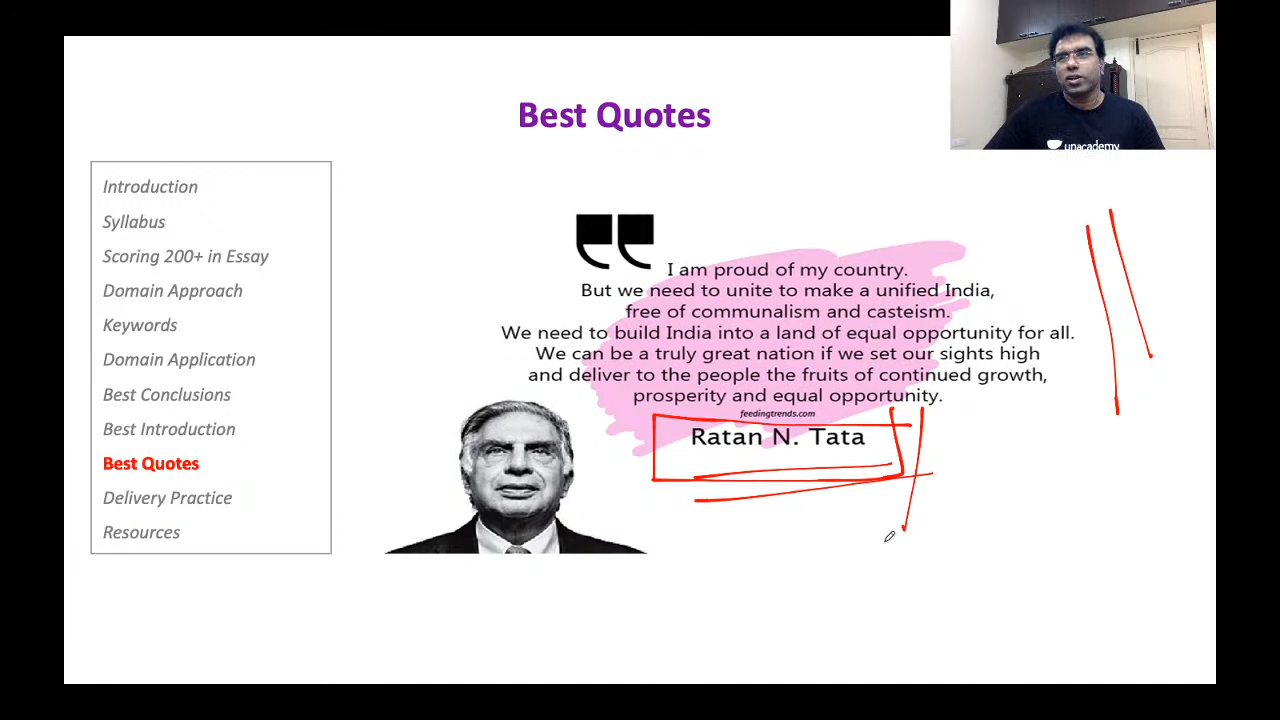 Best Quotes
Introduction
Syllabus
Scoring 200+ in Essay
Domain Approach
Keywords
Domain Application
Best Conclusions
Best Introduction
Best Quotes
Delivery Practice
Resources
I am proud of my country.
But we need to unite to make a unified India,
free of communalism and casteism.
We need to build India into a land of equal opportunity for all.
We can be a truly great nation if we set our sights high
and deliver to the people the fruits of continued growth,
prosperity and equal opportunity.
feedingtrends.com
Ratan N. Tata
unacademy